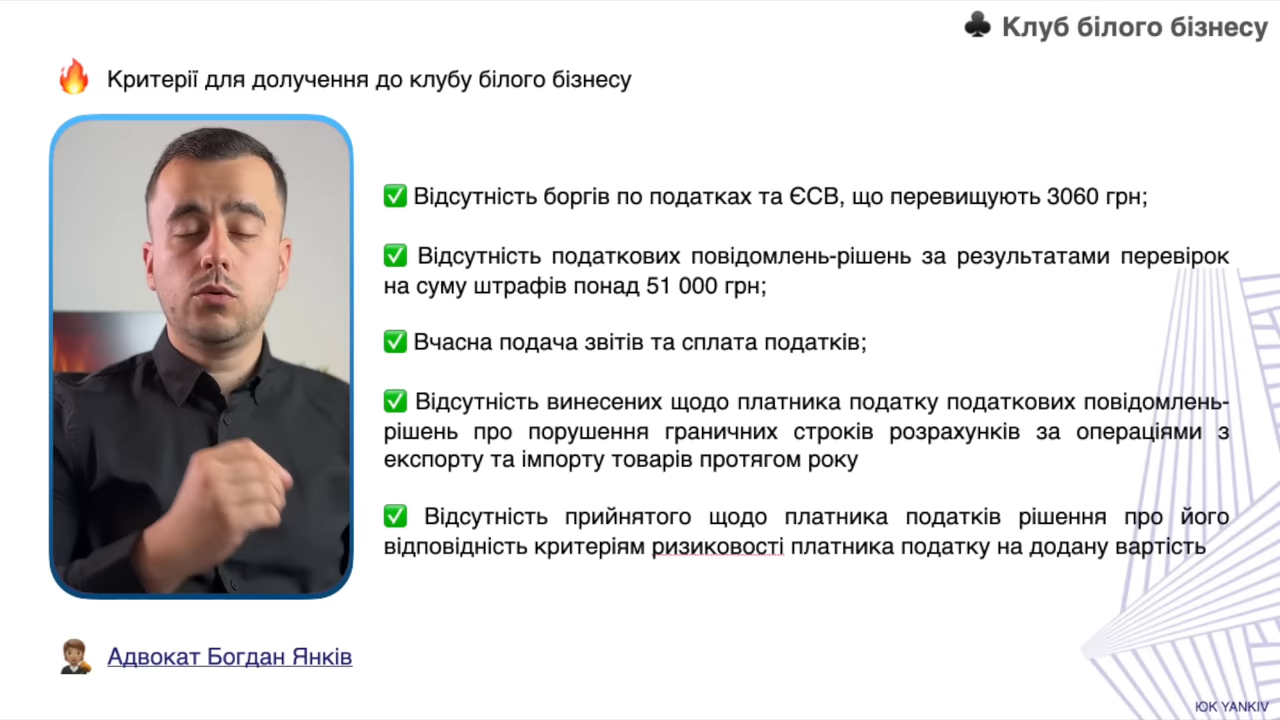 ♣ Клуб білого бізнесу
🔥 Критерії для долучення до клубу білого бізнесу
✅ Відсутність боргів по податках та ЄСВ, що перевищують 3060 грн;
✅ Відсутність податкових повідомлень-рішень за результатами перевірок
на суму штрафів понад 51 000 грн;
✅ Вчасна подача звітів та сплата податків;
✅ Відсутність винесених щодо платника податку податкових повідомлень-
рішень про порушення граничних строків розрахунків за операціями з
експорту та імпорту товарів протягом року
✅ Відсутність прийнятого щодо платника податків рішення про його
відповідність критеріям ризиковості платника податку на додану вартість
Адвокат Богдан Янків
ЮК YANKIV